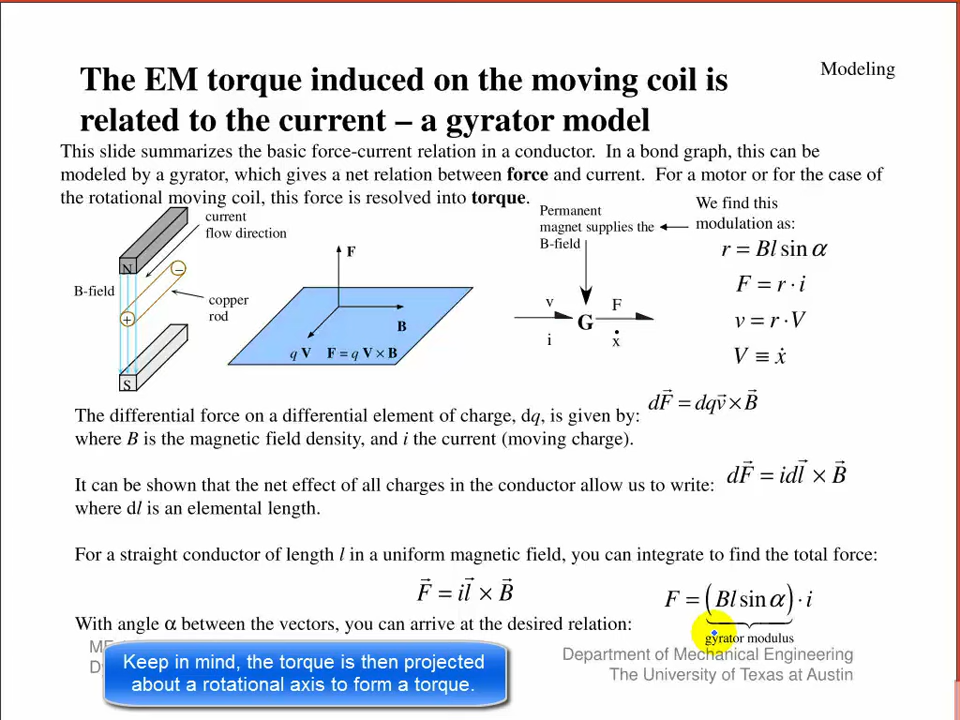 The EM torque induced on the moving coil is
related to the current – a gyrator model
Modeling
This slide summarizes the basic force-current relation in a conductor. In a bond graph, this can be
modeled by a gyrator, which gives a net relation between force and current. For a motor or for the case of
the rotational moving coil, this force is resolved into torque.
current
flow direction
N
–
B-field
copper
rod
+
S
F
B
q V F = q V × B
Permanent
magnet supplies the
B-field
We find this
modulation as:
v
i
G
F
ẋ
r = Bl sin α
F = r · i
v = r · V
V ≡ ẋ
The differential force on a differential element of charge, dq, is given by: dF⃗ = dqv⃗ × B⃗
where B is the magnetic field density, and i the current (moving charge).
It can be shown that the net effect of all charges in the conductor allow us to write: dF⃗ = idl⃗ × B⃗
where dl is an elemental length.
For a straight conductor of length l in a uniform magnetic field, you can integrate to find the total force:
F⃗ = il⃗ × B⃗
With angle α between the vectors, you can arrive at the desired relation: F = (Bl sin α) · i
gyrator modulus
Keep in mind, the torque is then projected
about a rotational axis to form a torque.
Department of Mechanical Engineering
The University of Texas at Austin